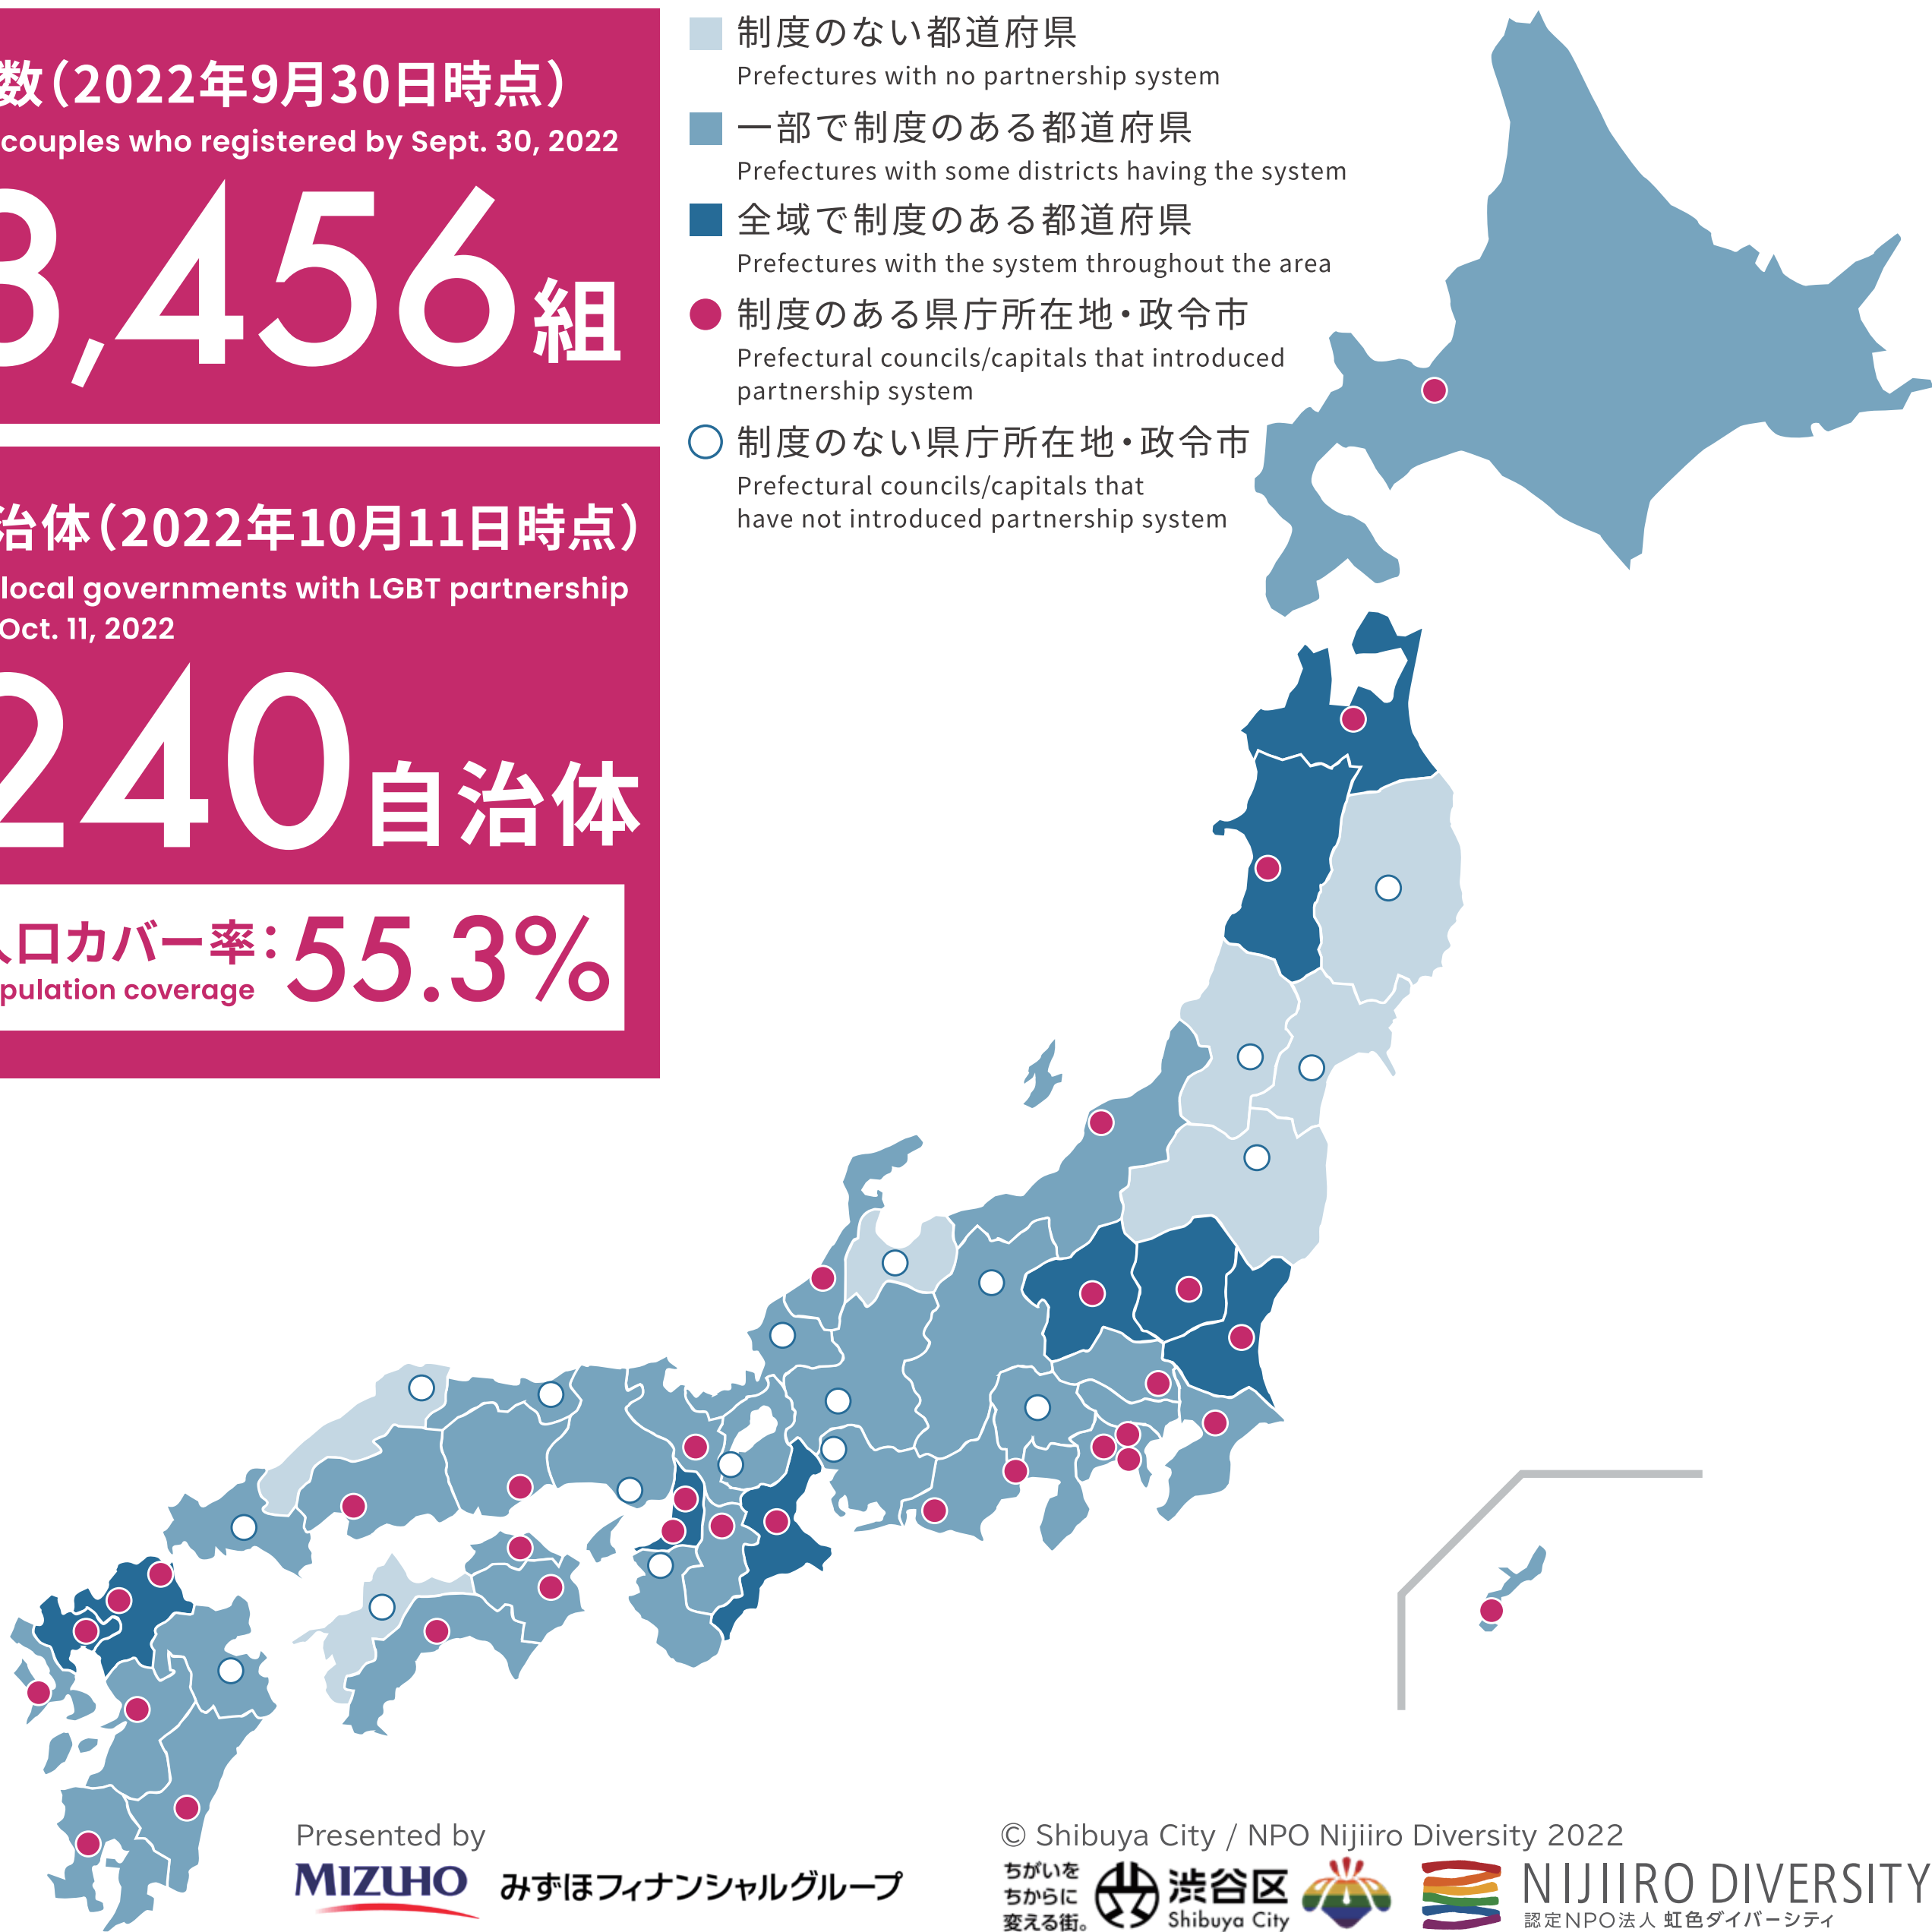 数（2022年9月30日時点）
couples who registered by Sept. 30, 2022
3,456組
治体（2022年10月11日時点）
local governments with LGBT partnership
Oct. 11, 2022
240自治体
人口カバー率：55.3%
pulation coverage
制度のない都道府県
Prefectures with no partnership system
一部で制度のある都道府県
Prefectures with some districts having the system
全域で制度のある都道府県
Prefectures with the system throughout the area
制度のある県庁所在地・政令市
Prefectural councils/capitals that introduced
partnership system
制度のない県庁所在地・政令市
Prefectural councils/capitals that
have not introduced partnership system
Presented by
MIZUHO みずほフィナンシャルグループ
© Shibuya City / NPO Nijiiro Diversity 2022
ちがいを
ちからに
変える街。
渋谷区
Shibuya City
NIJIIRO DIVERSITY
認定NPO法人 虹色ダイバーシティ